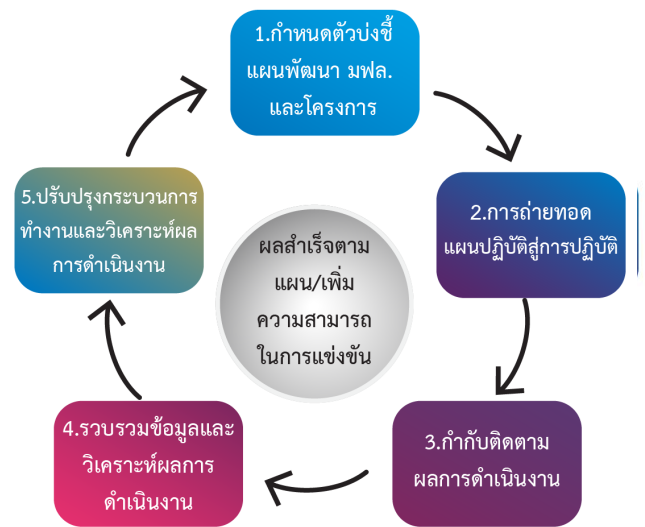 1.กำหนดตัวบ่งชี้
แผนพัฒนา มฟล.
และโครงการ
2.การถ่ายทอด
แผนปฏิบัติสู่การปฏิบัติ
3.กำกับติดตาม
ผลการดำเนินงาน
4.รวบรวมข้อมูลและ
วิเคราะห์ผลการ
ดำเนินงาน
5.ปรับปรุงกระบวนการ
ทำงานและวิเคราะห์ผล
การดำเนินงาน
ผลสำเร็จตาม
แผน/เพิ่ม
ความสามารถ
ในการแข่งขัน